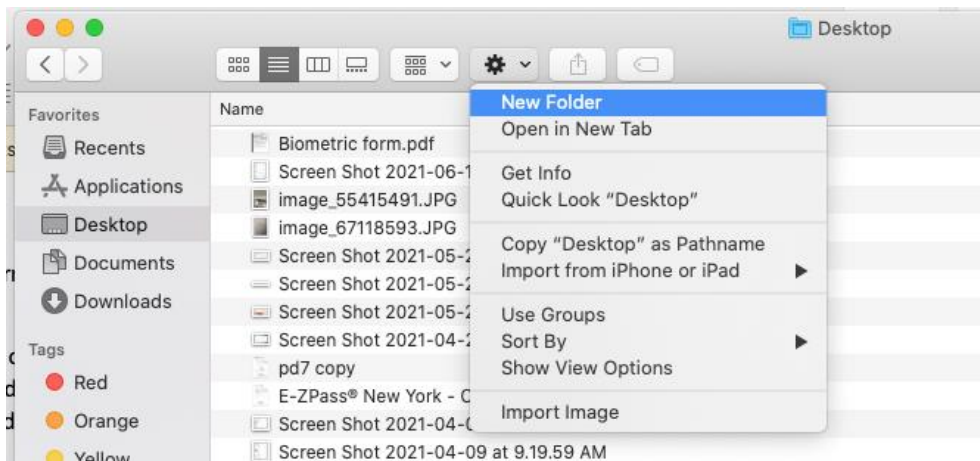 Desktop
Favorites
Recents
Applications
Desktop
Documents
Downloads
Tags
Red
Orange
Yellow
Name
Biometric form.pdf
Screen Shot 2021-06-1
image_55415491.JPG
image_67118593.JPG
Screen Shot 2021-05-2
Screen Shot 2021-05-2
Screen Shot 2021-05-2
Screen Shot 2021-04-2
pd7 copy
E-ZPass® New York - C
Screen Shot 2021-04-0
Screen Shot 2021-04-09 at 9.19.59 AM
New Folder
Open in New Tab
Get Info
Quick Look “Desktop”
Copy “Desktop” as Pathname
Import from iPhone or iPad
Use Groups
Sort By
Show View Options
Import Image